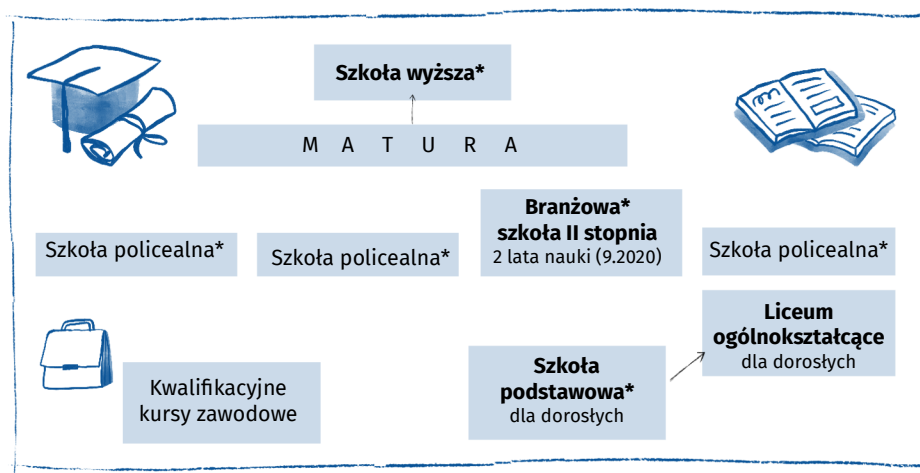 Szkoła wyższa*
M A T U R A
Branżowa*
szkoła II stopnia
2 lata nauki (9.2020)
Szkoła policealna*
Szkoła policealna*
Szkoła policealna*
Liceum
ogólnokształcące
dla dorosłych
Szkoła
podstawowa*
dla dorosłych
Kwalifikacyjne
kursy zawodowe